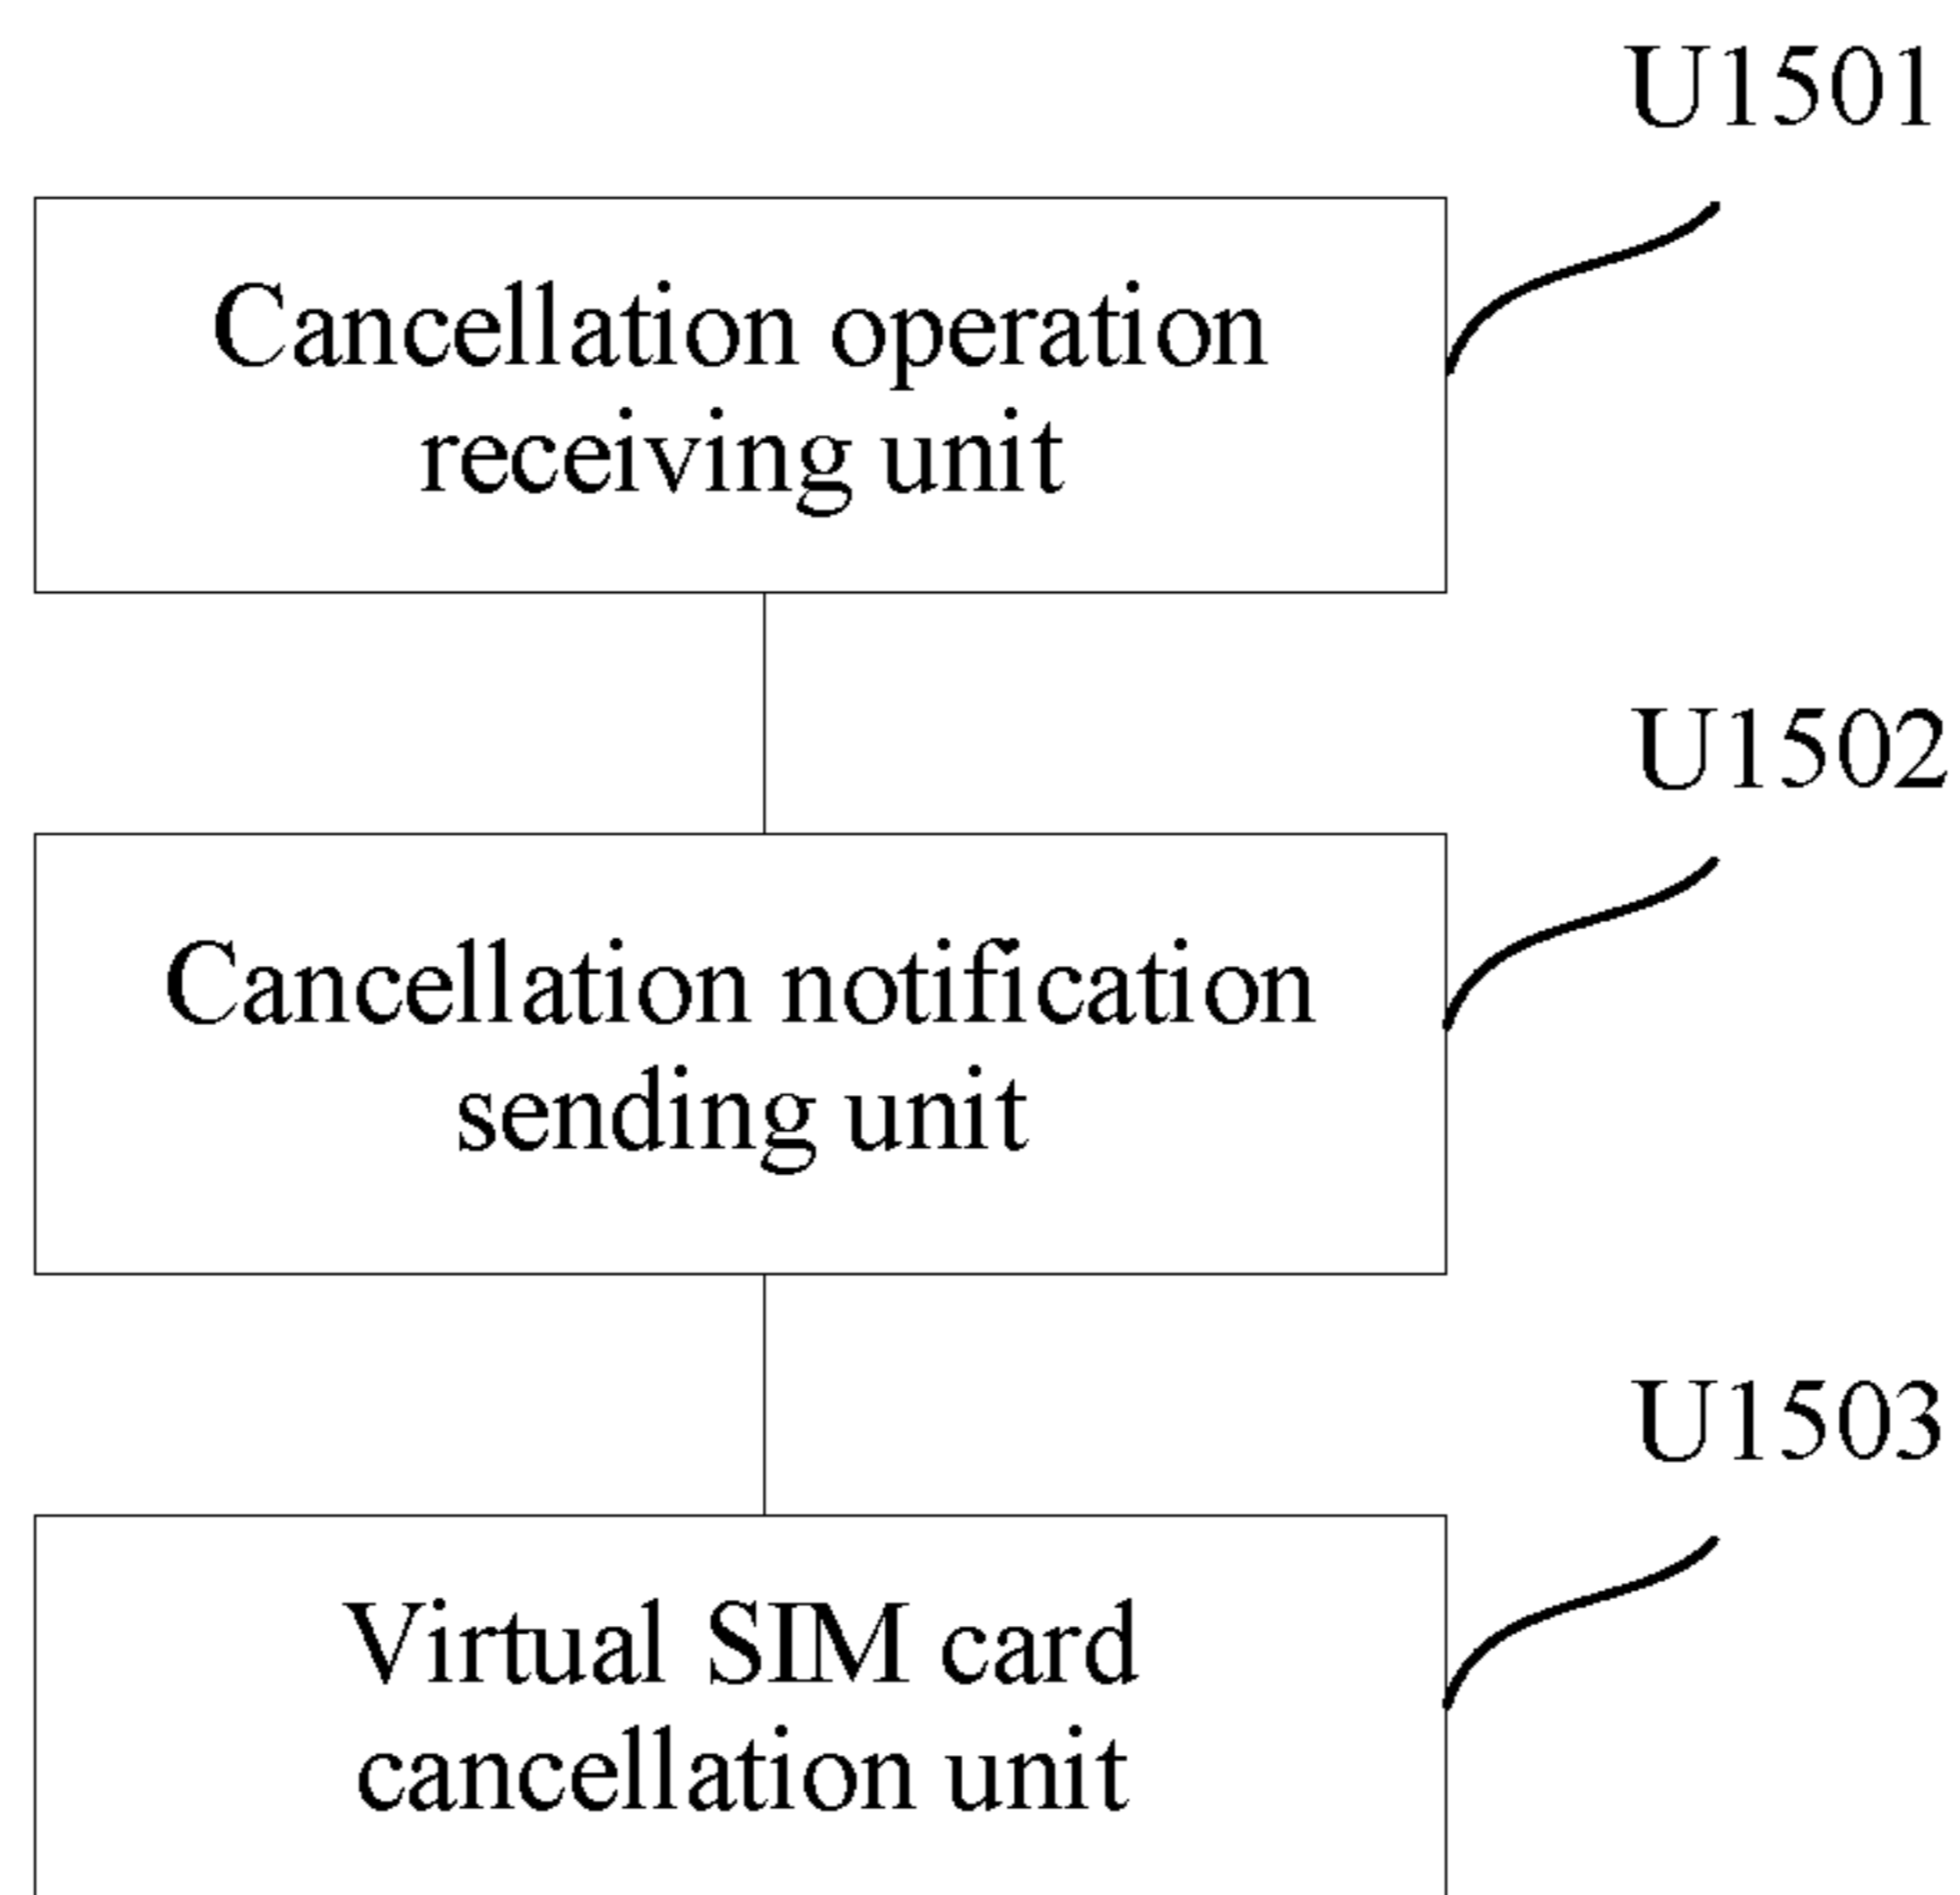 U1501
Cancellation operation
receiving unit
U1502
Cancellation notification
sending unit
U1503
Virtual SIM card
cancellation unit